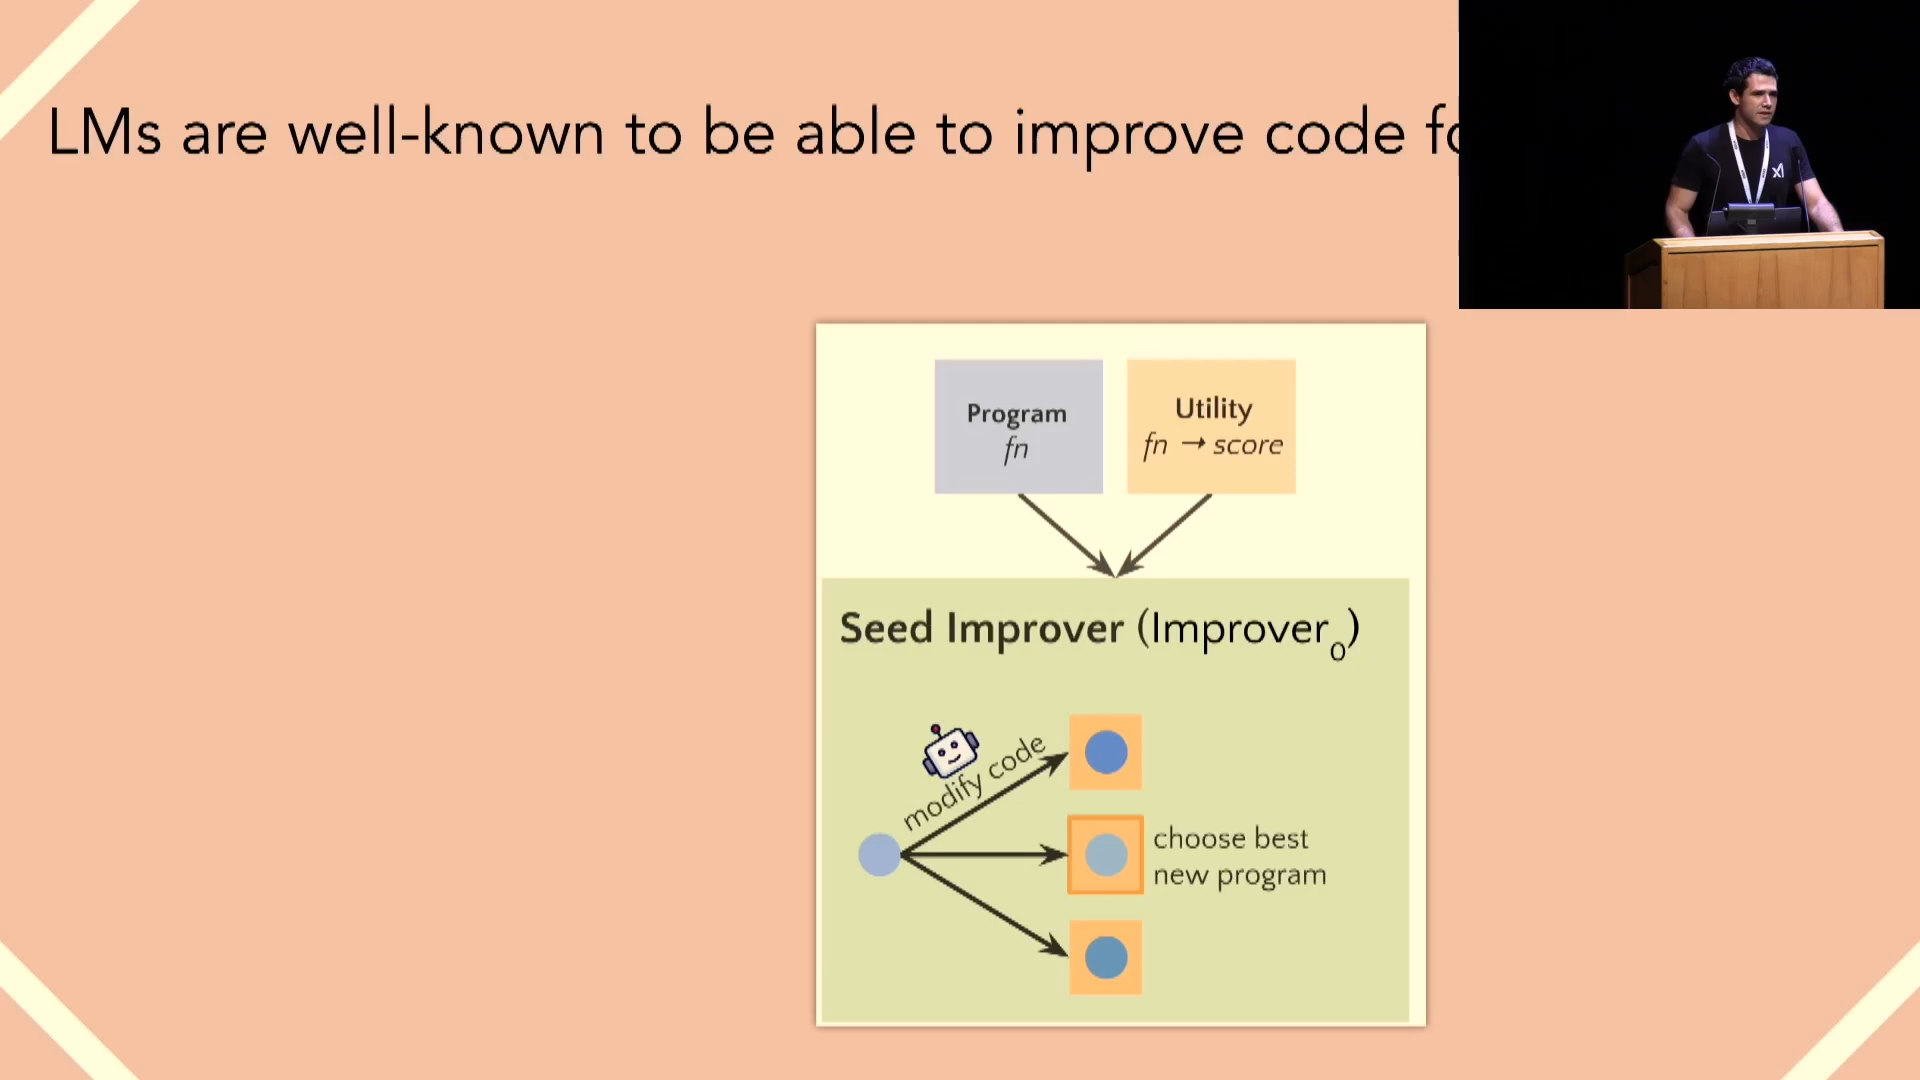 LMs are well-known to be able to improve code
Program
fn
Utility
fn → score
Seed Improver (Improver₀)
modify code
choose best
new program
xI